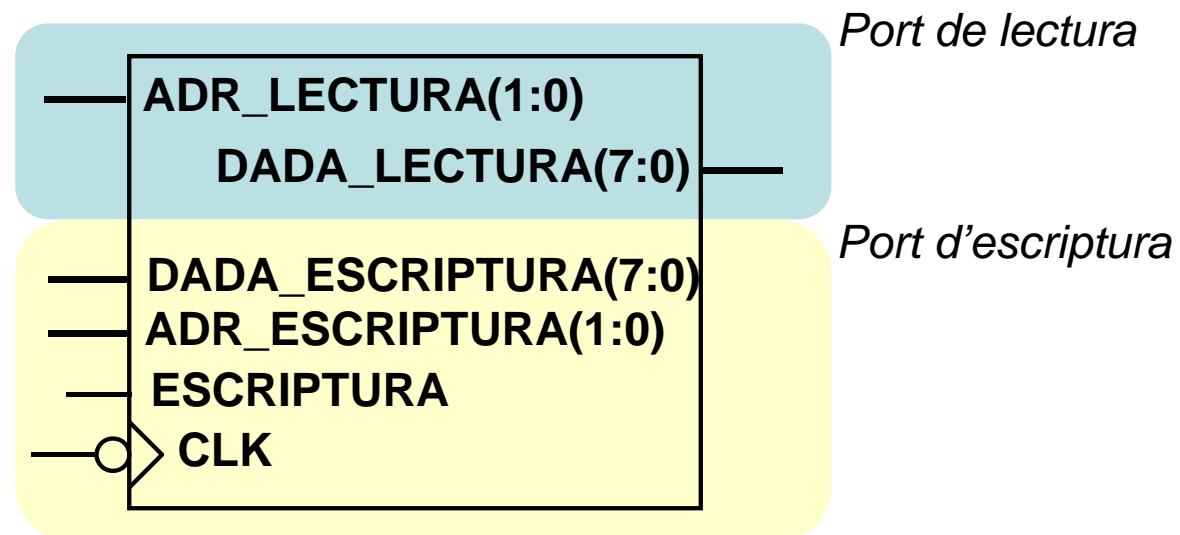 Port de lectura
ADR_LECTURA(1:0)
DADA_LECTURA(7:0)
Port d’escriptura
DADA_ESCRIPTURA(7:0)
ADR_ESCRIPTURA(1:0)
ESCRIPTURA
CLK